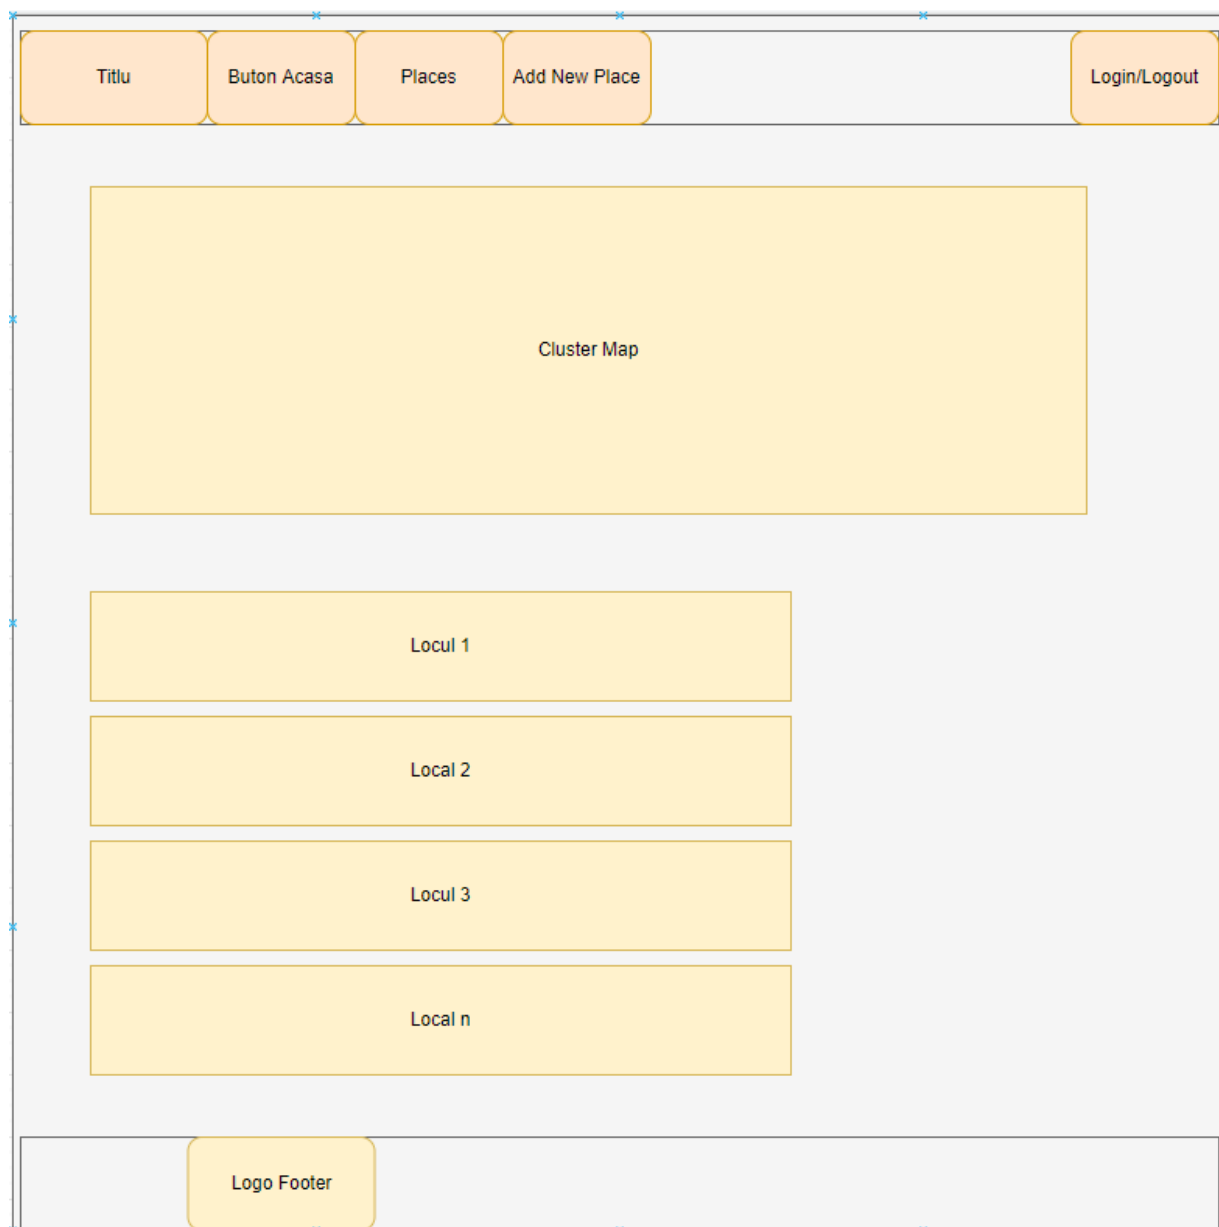 Titlu
Buton Acasa
Places
Add New Place
Login/Logout
Cluster Map
Locul 1
Local 2
Locul 3
Local n
Logo Footer